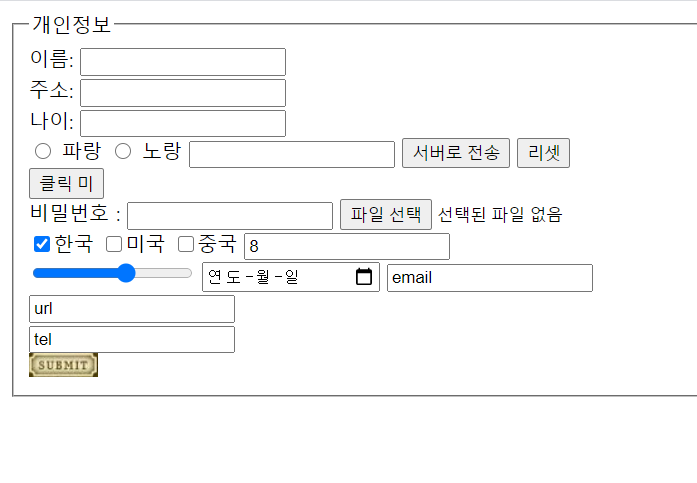 개인정보
이름:
주소:
나이:
파랑 노랑 서버로 전송 리셋
클릭 미
비밀번호 : 파일 선택 선택된 파일 없음
한국 미국 중국 8
연도-월-일 email
url
tel
SUBMIT